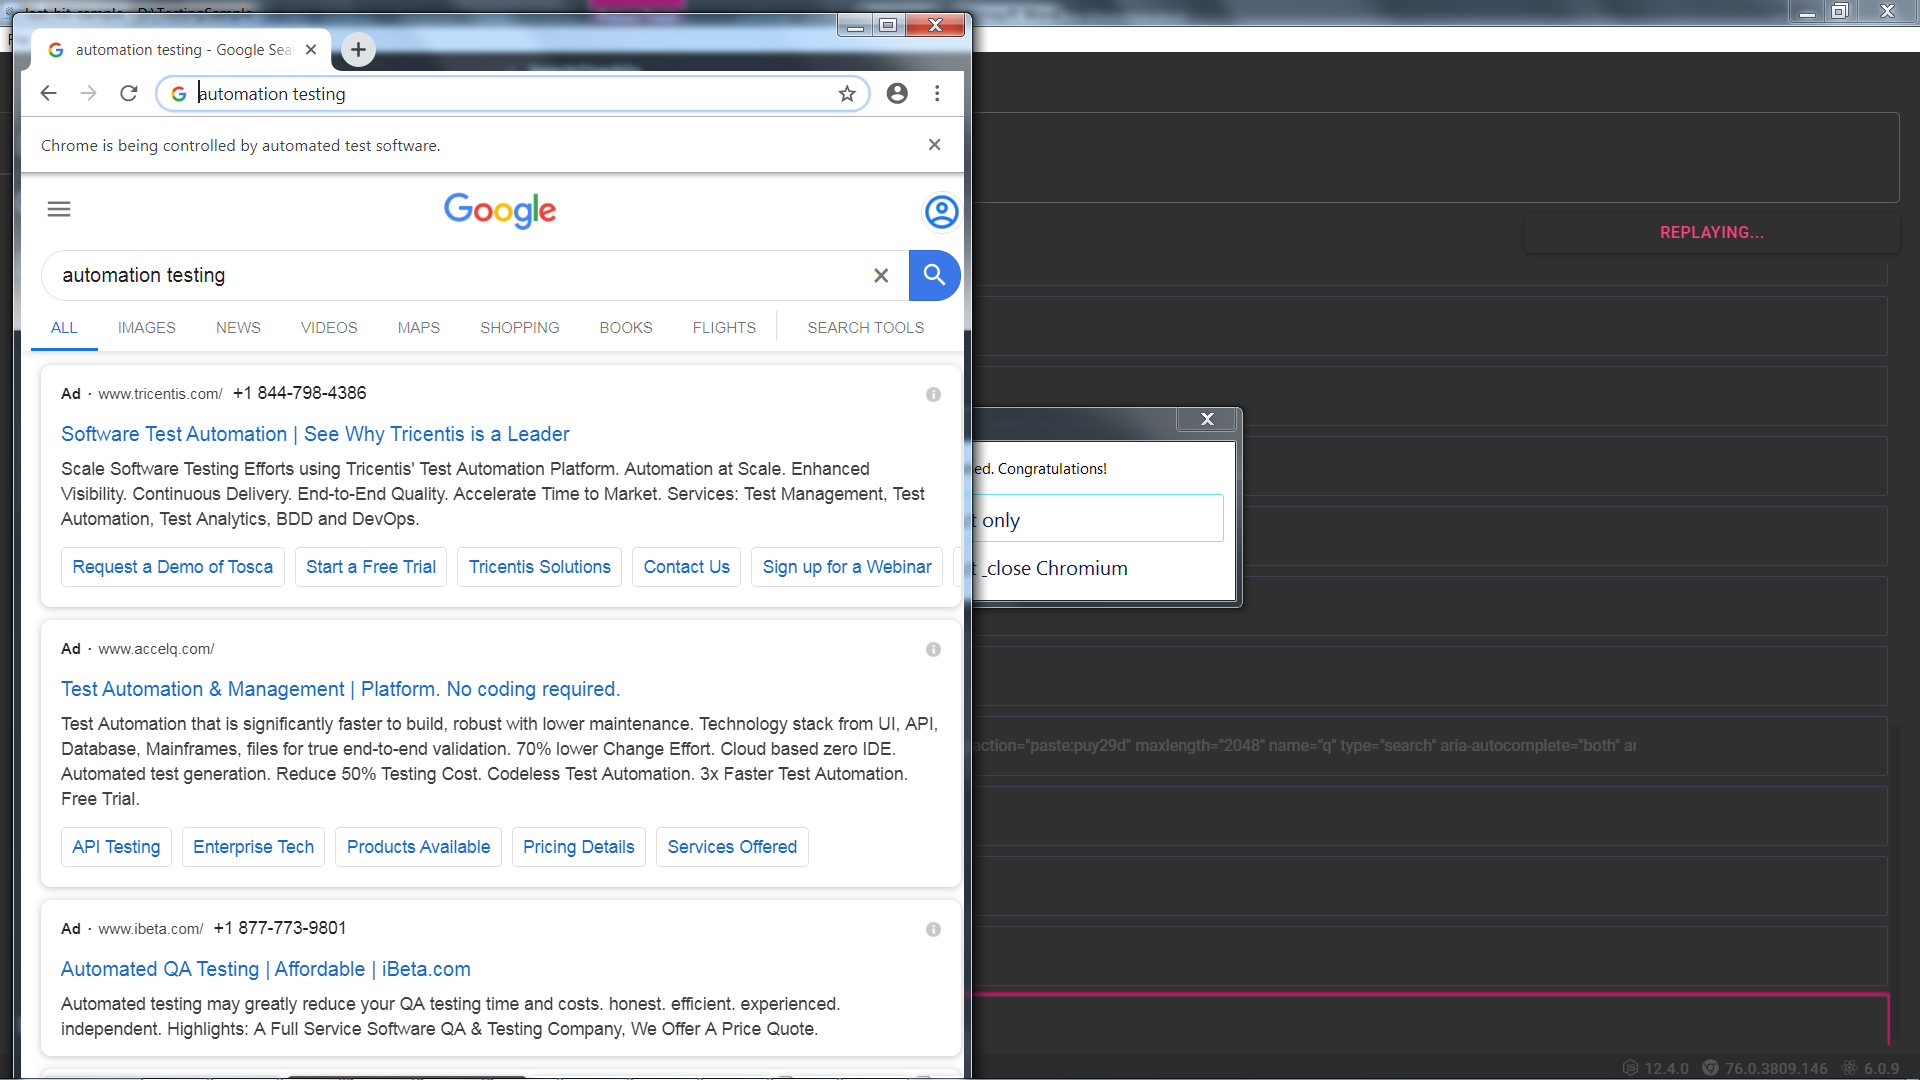 automation testing - Google Sea
automation testing
Chrome is being controlled by automated test software.
Google
REPLAYING...
automation testing
ALL IMAGES NEWS VIDEOS MAPS SHOPPING BOOKS FLIGHTS SEARCH TOOLS
Ad · www.tricentis.com/ +1 844-798-4386
Software Test Automation | See Why Tricentis is a Leader
Scale Software Testing Efforts using Tricentis' Test Automation Platform. Automation at Scale. Enhanced
Visibility. Continuous Delivery. End-to-End Quality. Accelerate Time to Market. Services: Test Management, Test
Automation, Test Analytics, BDD and DevOps.
Request a Demo of Tosca Start a Free Trial Tricentis Solutions Contact Us Sign up for a Webinar
ed. Congratulations!
t only
t _close Chromium
Ad · www.accelq.com/
Test Automation & Management | Platform. No coding required.
Test Automation that is significantly faster to build, robust with lower maintenance. Technology stack from UI, API,
Database, Mainframes, files for true end-to-end validation. 70% lower Change Effort. Cloud based zero IDE.
Automated test generation. Reduce 50% Testing Cost. Codeless Test Automation. 3x Faster Test Automation.
Free Trial.
action="paste:puy29d" maxlength="2048" name="q" type="search" aria-autocomplete="both" ar
API Testing Enterprise Tech Products Available Pricing Details Services Offered
Ad · www.ibeta.com/ +1 877-773-9801
Automated QA Testing | Affordable | iBeta.com
Automated testing may greatly reduce your QA testing time and costs. honest. efficient. experienced.
independent. Highlights: A Full Service Software QA & Testing Company, We Offer A Price Quote.
12.4.0 76.0.3809.146 6.0.9